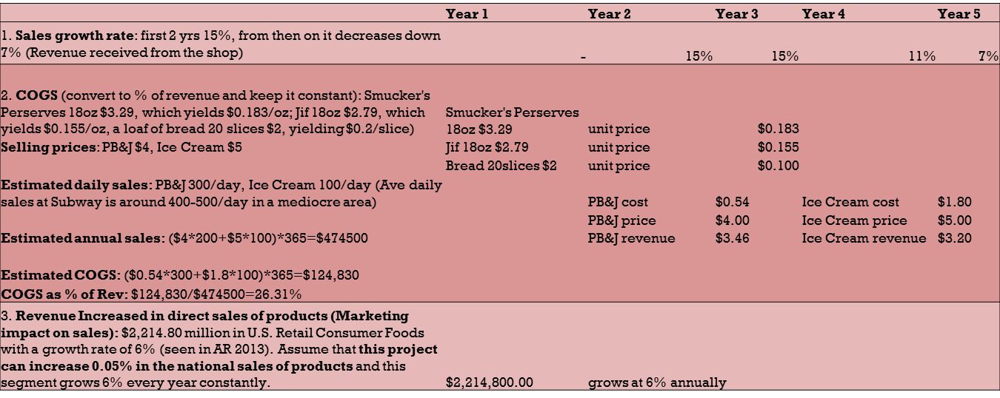 Year 1 Year 2 Year 3 Year 4 Year 5
1. Sales growth rate: first 2 yrs 15%, from then on it decreases down
7% (Revenue received from the shop) - 15% 15% 11% 7%
2. COGS (convert to % of revenue and keep it constant): Smucker's
Perserves 18oz $3.29, which yields $0.183/oz; Jif 18oz $2.79, which
yields $0.155/oz, a loaf of bread 20 slices $2, yielding $0.2/slice)
Smucker's Perserves
18oz $3.29 unit price $0.183
Selling prices: PB&J $4, Ice Cream $5 Jif 18oz $2.79 unit price $0.155
Bread 20slices $2 unit price $0.100
Estimated daily sales: PB&J 300/day, Ice Cream 100/day (Ave daily
sales at Subway is around 400-500/day in a mediocre area) PB&J cost $0.54 Ice Cream cost $1.80
PB&J price $4.00 Ice Cream price $5.00
Estimated annual sales: ($4*200+$5*100)*365=$474500 PB&J revenue $3.46 Ice Cream revenue $3.20
Estimated COGS: ($0.54*300+$1.8*100)*365=$124,830
COGS as % of Rev: $124,830/$474500=26.31%
3. Revenue Increased in direct sales of products (Marketing
impact on sales): $2,214.80 million in U.S. Retail Consumer Foods
with a growth rate of 6% (seen in AR 2013). Assume that this project
can increase 0.05% in the national sales of products and this
segment grows 6% every year constantly. $2,214,800.00 grows at 6% annually